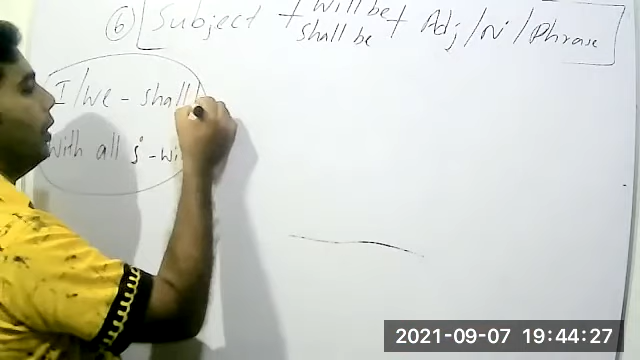 ⑥ [Subject + will be + Adj/N/Phrase]
shall be
I/We - shall
with all s - wi
2021-09-07 19:44:27